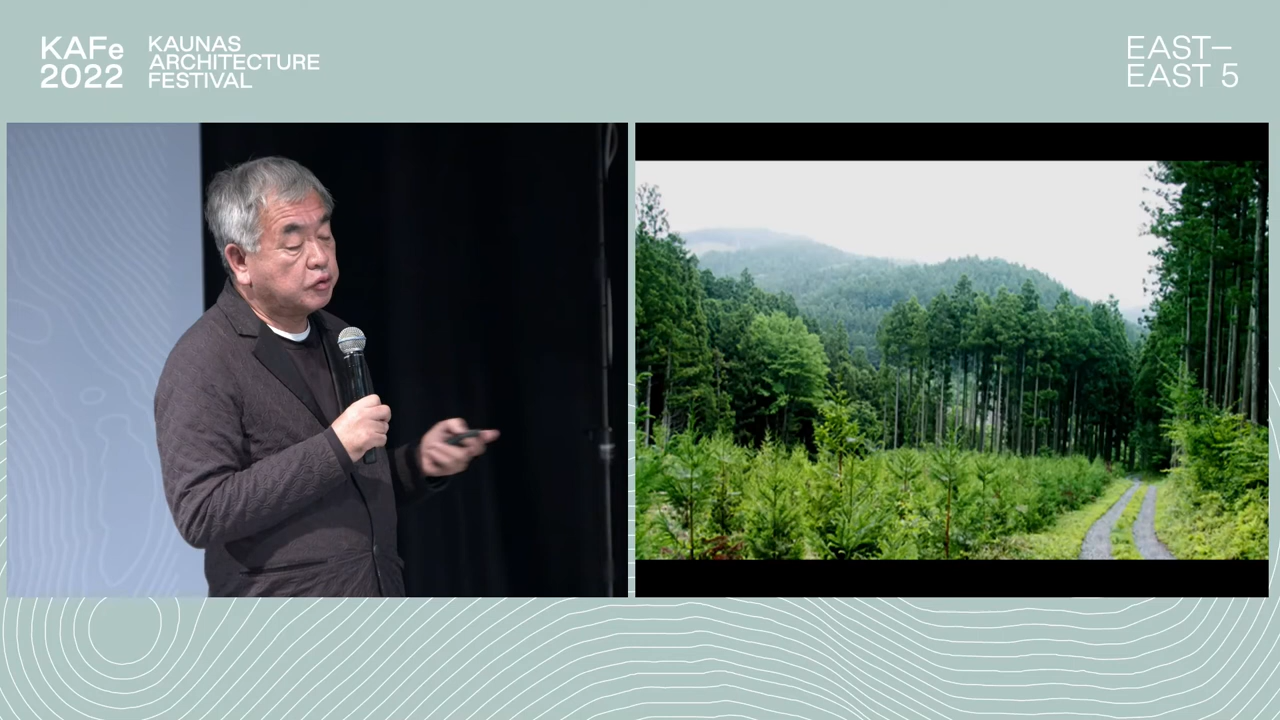 KAFe
2022
KAUNAS
ARCHITECTURE
FESTIVAL
EAST–
EAST 5